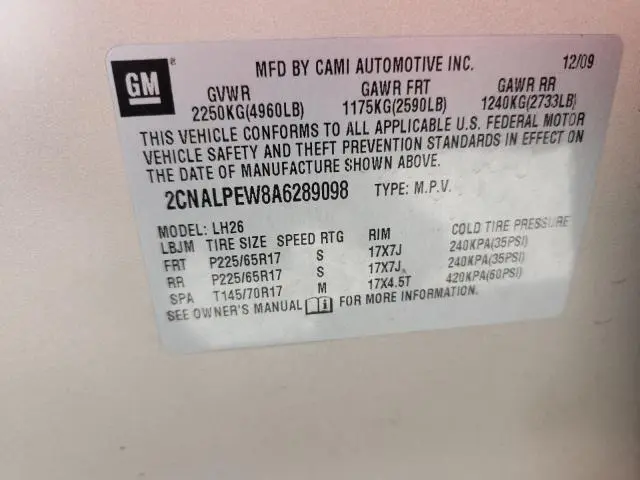 GM
MFD BY CAMI AUTOMOTIVE INC. 12/09
GVWR GAWR FRT GAWR RR
2250KG(4960LB) 1175KG(2590LB) 1240KG(2733LB)
THIS VEHICLE CONFORMS TO ALL APPLICABLE U.S. FEDERAL MOTOR
VEHICLE SAFETY AND THEFT PREVENTION STANDARDS IN EFFECT ON
THE DATE OF MANUFACTURE SHOWN ABOVE.
2CNALPEW8A6289098 TYPE: M.P.V.
MODEL: LH26
LBJM TIRE SIZE SPEED RTG RIM COLD TIRE PRESSURE
FRT P225/65R17 S 17X7J 240KPA(35PSI)
RR P225/65R17 S 17X7J 240KPA(35PSI)
SPA T145/70R17 M 17X4.5T 420KPA(60PSI)
SEE OWNER'S MANUAL FOR MORE INFORMATION.